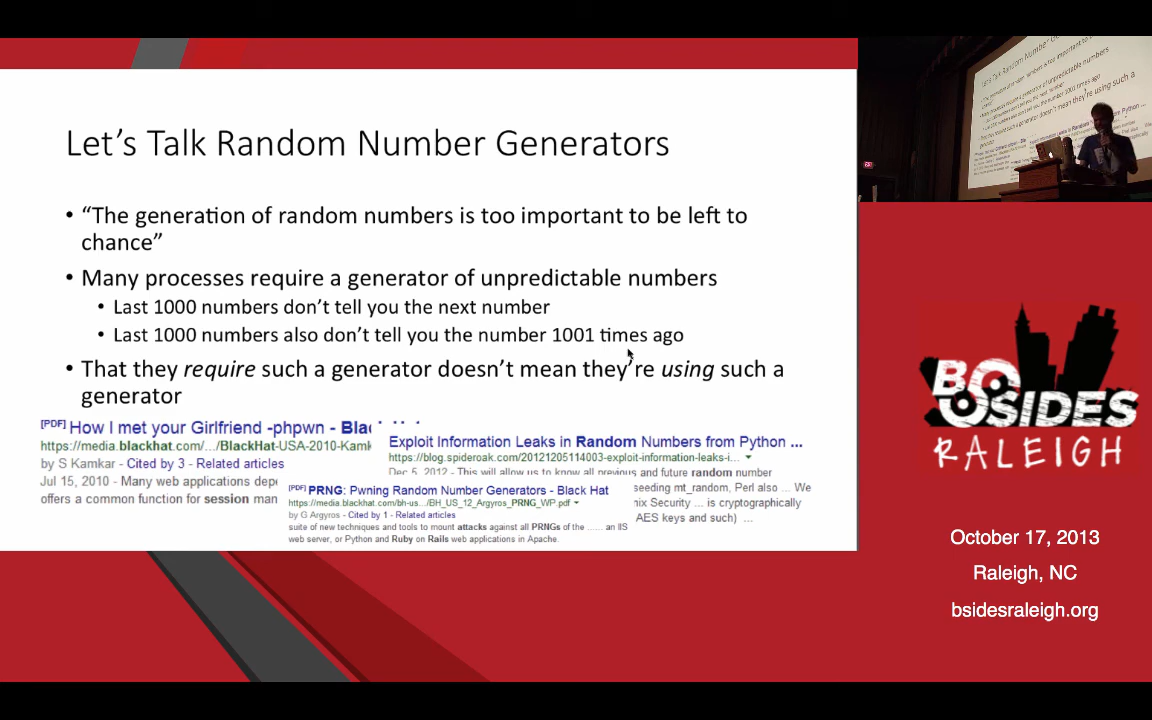 Let's Talk Random Number Generators
• “The generation of random numbers is too important to be left to
chance”
• Many processes require a generator of unpredictable numbers
• Last 1000 numbers don't tell you the next number
• Last 1000 numbers also don't tell you the number 1001 times ago
• That they require such a generator doesn't mean they're using such a
generator
[PDF] How I met your Girlfriend -phpwn - Bla
https://media.blackhat.com/.../BlackHat-USA-2010-Kamk
by S Kamkar - Cited by 3 - Related articles
Jul 15, 2010 - Many web applications depe
offers a common function for session man
Exploit Information Leaks in Random Numbers from Python ...
https://blog.spideroak.com/20121205114003-exploit-information-leaks-i...
Dec 5, 2012 - This will allow us to know all previous and future random number
seeding mt_random, Perl also ... We
nix Security ... is cryptographically
AES keys and such) ...
[PDF] PRNG: Pwning Random Number Generators - Black Hat
https://media.blackhat.com/bh-us.../BH_US_12_Argyros_PRNG_WP.pdf
by G Argyros - Cited by 1 - Related articles
suite of new techniques and tools to mount attacks against all PRNGs of the ...... an IIS
web server, or Python and Ruby on Rails web applications in Apache.
BSIDES
RALEIGH
October 17, 2013
Raleigh, NC
bsidesraleigh.org